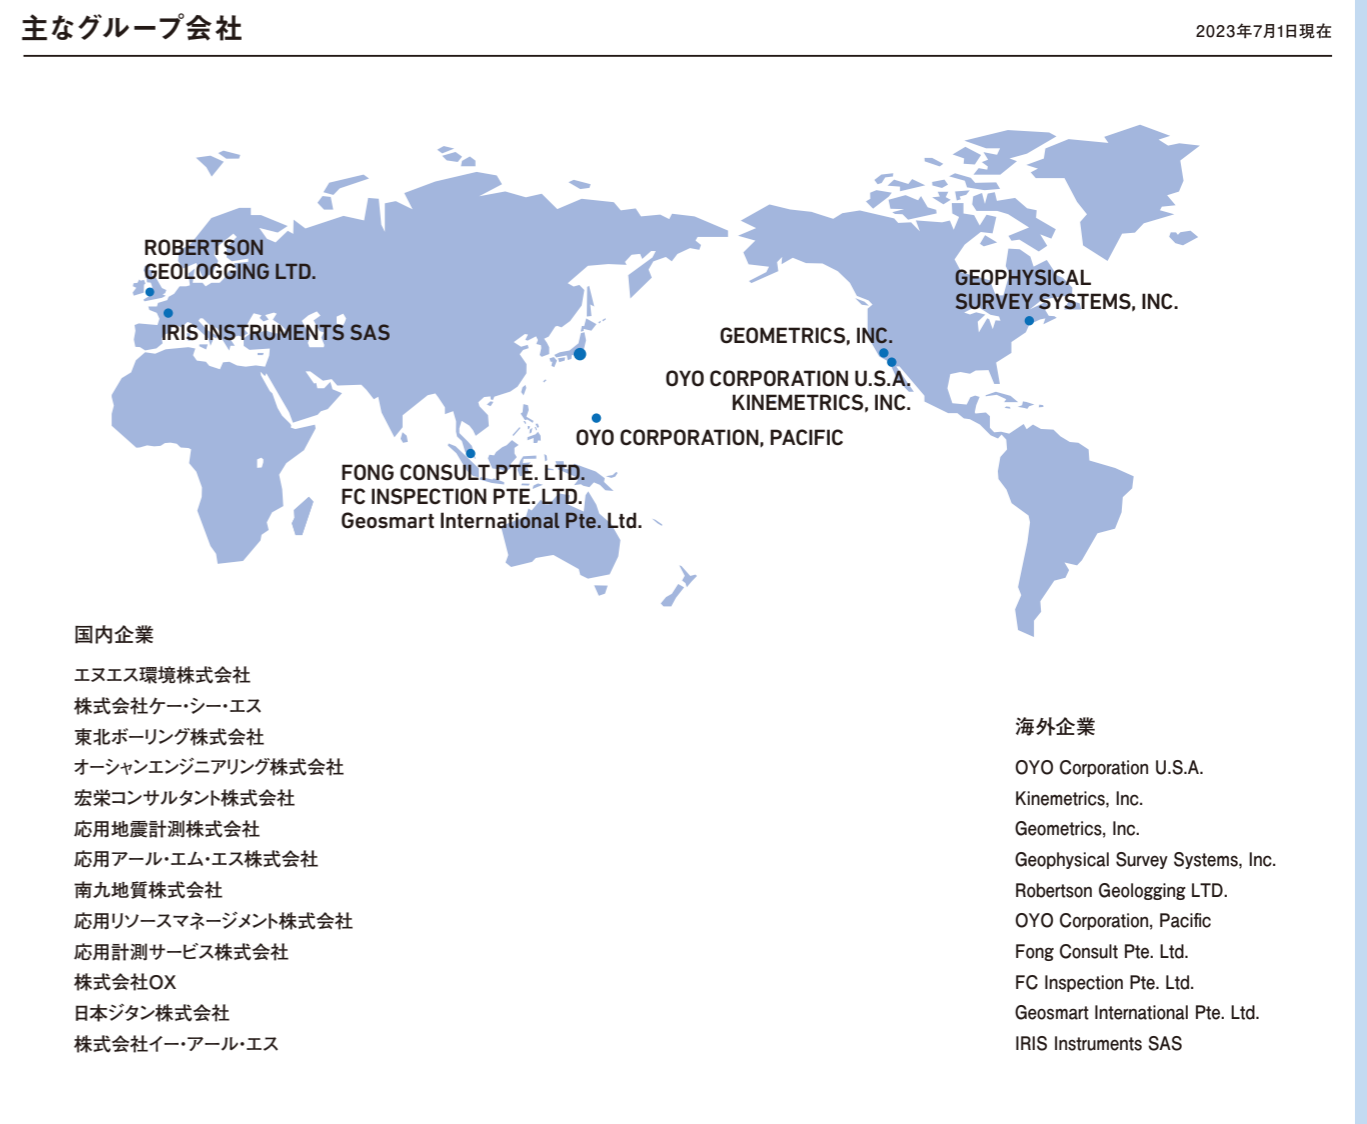 主なグループ会社
2023年7月1日現在
ROBERTSON
GEOLOGGING LTD.
IRIS INSTRUMENTS SAS
GEOPHYSICAL
SURVEY SYSTEMS, INC.
GEOMETRICS, INC.
OYO CORPORATION U.S.A.
KINEMETRICS, INC.
OYO CORPORATION, PACIFIC
FONG CONSULT PTE. LTD.
FC INSPECTION PTE. LTD.
Geosmart International Pte. Ltd.
国内企業
エヌエス環境株式会社
株式会社ケー・シー・エス
東北ボーリング株式会社
オーシャンエンジニアリング株式会社
宏栄コンサルタント株式会社
応用地震計測株式会社
応用アール・エム・エス株式会社
南九地質株式会社
応用リソースマネージメント株式会社
応用計測サービス株式会社
株式会社OX
日本ジタン株式会社
株式会社イー・アール・エス
海外企業
OYO Corporation U.S.A.
Kinemetrics, Inc.
Geometrics, Inc.
Geophysical Survey Systems, Inc.
Robertson Geologging LTD.
OYO Corporation, Pacific
Fong Consult Pte. Ltd.
FC Inspection Pte. Ltd.
Geosmart International Pte. Ltd.
IRIS Instruments SAS